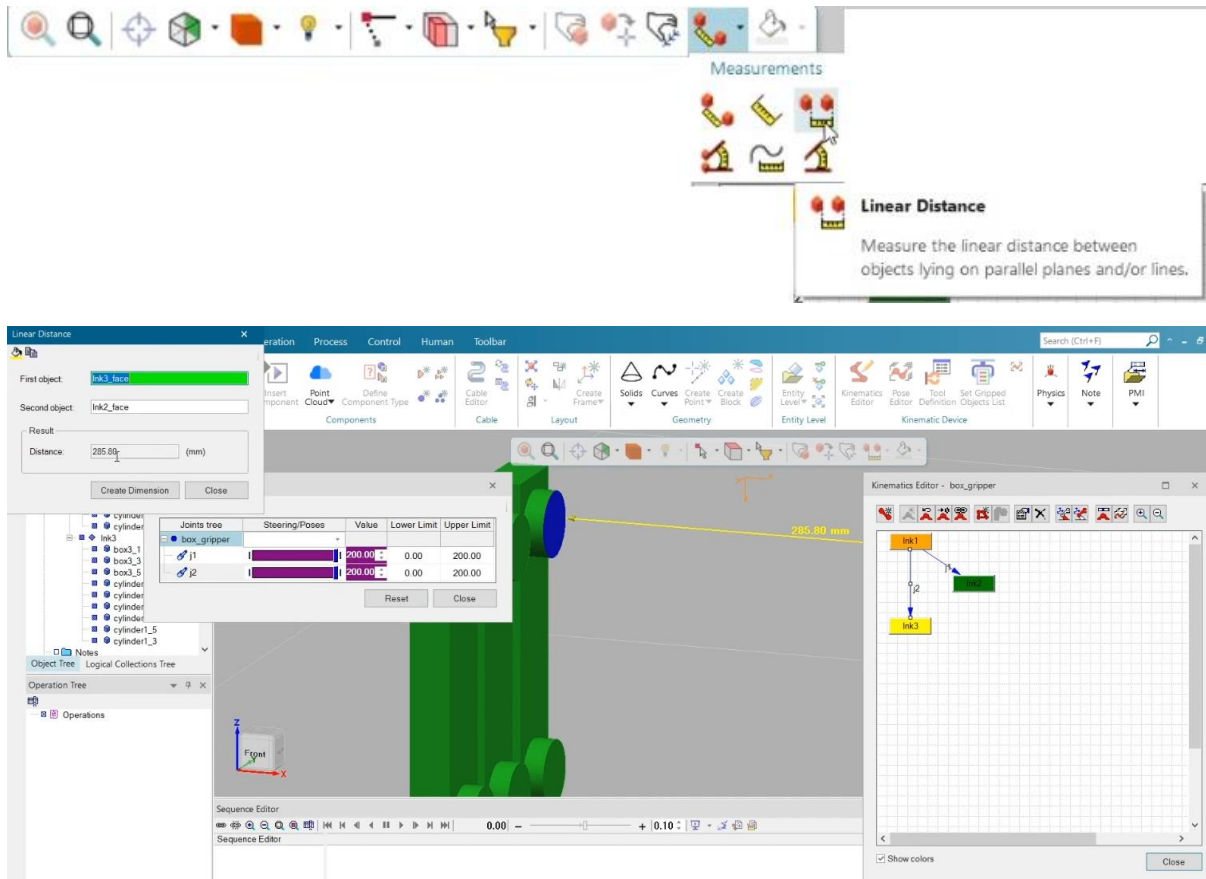 Measurements
Linear Distance
Measure the linear distance between
objects lying on parallel planes and/or lines.
Linear Distance
eration Process Control Human Toolbar
Search (Ctrl+F)
First object: lnk3_face
Second object: lnk2_face
Result
Distance: 285.80 (mm)
Create Dimension Close
Insert
mponent
Point
Cloud
Define
Component Type
Components
Cable
Editor
Cable
Create
Frame
Layout
Solids
Curves
Create
Point
Create
Block
Geometry
Entity
Level
Entity Level
Kinematics
Editor
Pose
Editor
Tool
Definition
Set Gripped
Objects List
Kinematic Device
Physics
Note
PMI
285.80 mm
cylinder
cylinder
lnk3
box3_1
box3_3
box3_5
cylinder
cylinder
cylinder
cylinder1_5
cylinder1_3
Notes
Object Tree Logical Collections Tree
Joints tree Steering/Poses Value Lower Limit Upper Limit
box_gripper
j1 200.00 0.00 200.00
j2 200.00 0.00 200.00
Reset Close
Operation Tree
Operations
Z
Front
Y
X
Sequence Editor
0.00 0.10
Sequence Editor
Kinematics Editor - box_gripper
lnk1
j1
lnk2
j2
lnk3
Show colors
Close